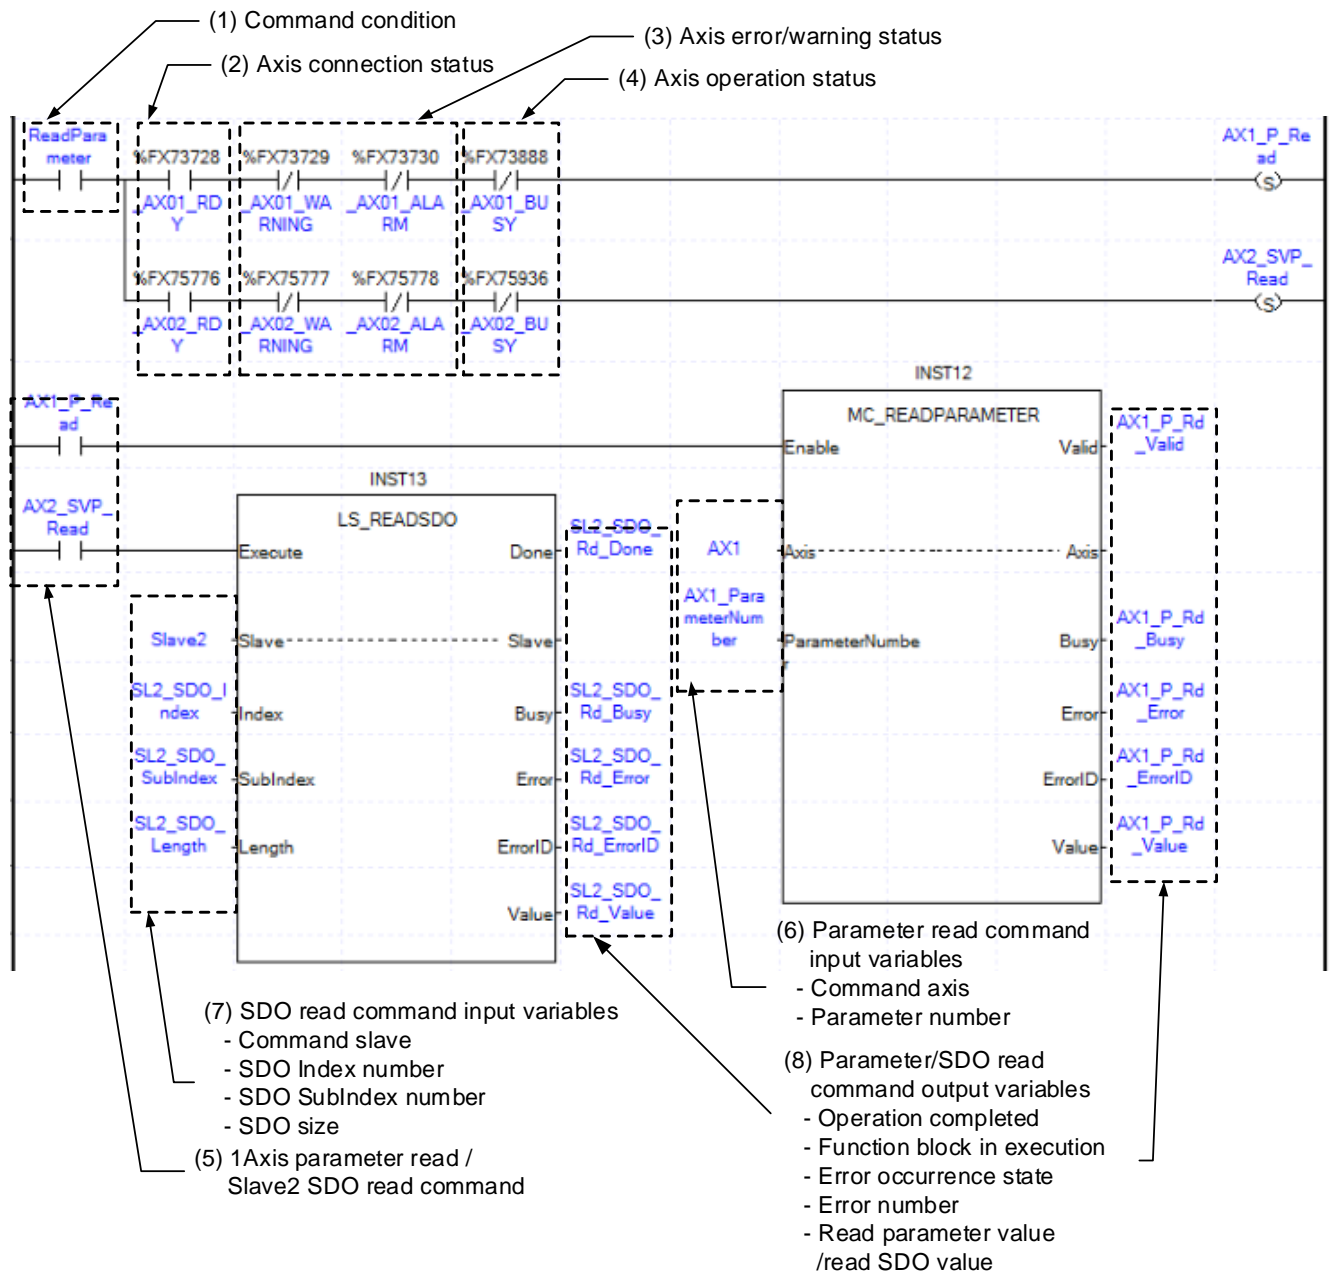 (1) Command condition
(3) Axis error/warning status
(2) Axis connection status
(4) Axis operation status
ReadPara
meter
%FX73728
%FX73729
%FX73730
%FX73888
AX1_P_Re
ad
S
_AX01_RD
Y
_AX01_WA
RNING
_AX01_ALA
RM
_AX01_BU
SY
%FX75776
%FX75777
%FX75778
%FX75936
AX2_SVP_
Read
S
_AX02_RD
Y
_AX02_WA
RNING
_AX02_ALA
RM
_AX02_BU
SY
AX1_P_Re
ad
INST12
MC_READPARAMETER
Enable
Valid
AX1_P_Rd
_Valid
AX2_SVP_
Read
INST13
LS_READSDO
Execute
Done
SL2_SDO_
Rd_Done
AX1
Axis
Axis
Slave2
Slave
Slave
AX1_Para
meterNum
ber
ParameterNumbe
r
Busy
AX1_P_Rd
_Busy
SL2_SDO_I
ndex
Index
Busy
SL2_SDO_
Rd_Busy
Error
AX1_P_Rd
_Error
SL2_SDO_
SubIndex
SubIndex
Error
SL2_SDO_
Rd_Error
ErrorID
AX1_P_Rd
_ErrorID
SL2_SDO_
Length
Length
ErrorID
SL2_SDO_
Rd_ErrorID
Value
AX1_P_Rd
_Value
Value
SL2_SDO_
Rd_Value
(6) Parameter read command
input variables
- Command axis
- Parameter number
(7) SDO read command input variables
- Command slave
- SDO Index number
- SDO SubIndex number
- SDO size
(5) 1Axis parameter read /
Slave2 SDO read command
(8) Parameter/SDO read
command output variables
- Operation completed
- Function block in execution
- Error occurrence state
- Error number
- Read parameter value
/read SDO value